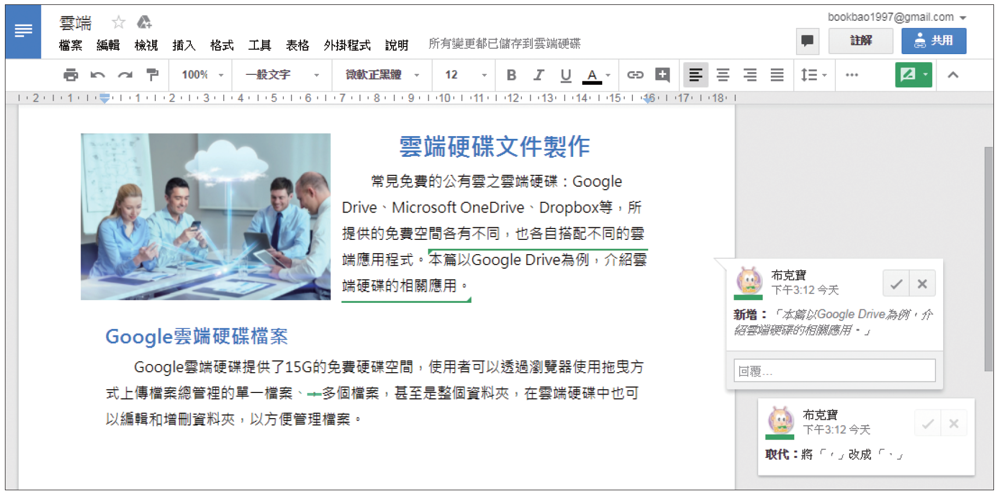 雲端
bookbao1997@gmail.com
檔案 編輯 檢視 插入 格式 工具 表格 外掛程式 說明 所有變更都已儲存到雲端硬碟
註解 共用
100% 一般文字 微軟正黑體 12 B I U A
2 1 1 2 3 4 5 6 7 8 9 10 11 12 13 14 15 16 17 18
雲端硬碟文件製作
常見免費的公有雲之雲端硬碟：Google
Drive、Microsoft OneDrive、Dropbox等，所
提供的免費空間各有不同，也各自搭配不同的雲
端應用程式。本篇以Google Drive為例，介紹雲
端硬碟的相關應用。
Google雲端硬碟檔案
Google雲端硬碟提供了15G的免費硬碟空間，使用者可以透過瀏覽器使用拖曳方
式上傳檔案總管裡的單一檔案、，多個檔案，甚至是整個資料夾，在雲端硬碟中也可
以編輯和增刪資料夾，以方便管理檔案。
布克寶
下午3:12 今天
新增：「本篇以Google Drive為例，介
紹雲端硬碟的相關應用。」
回覆...
布克寶
下午3:12 今天
取代：將「，」改成「、」